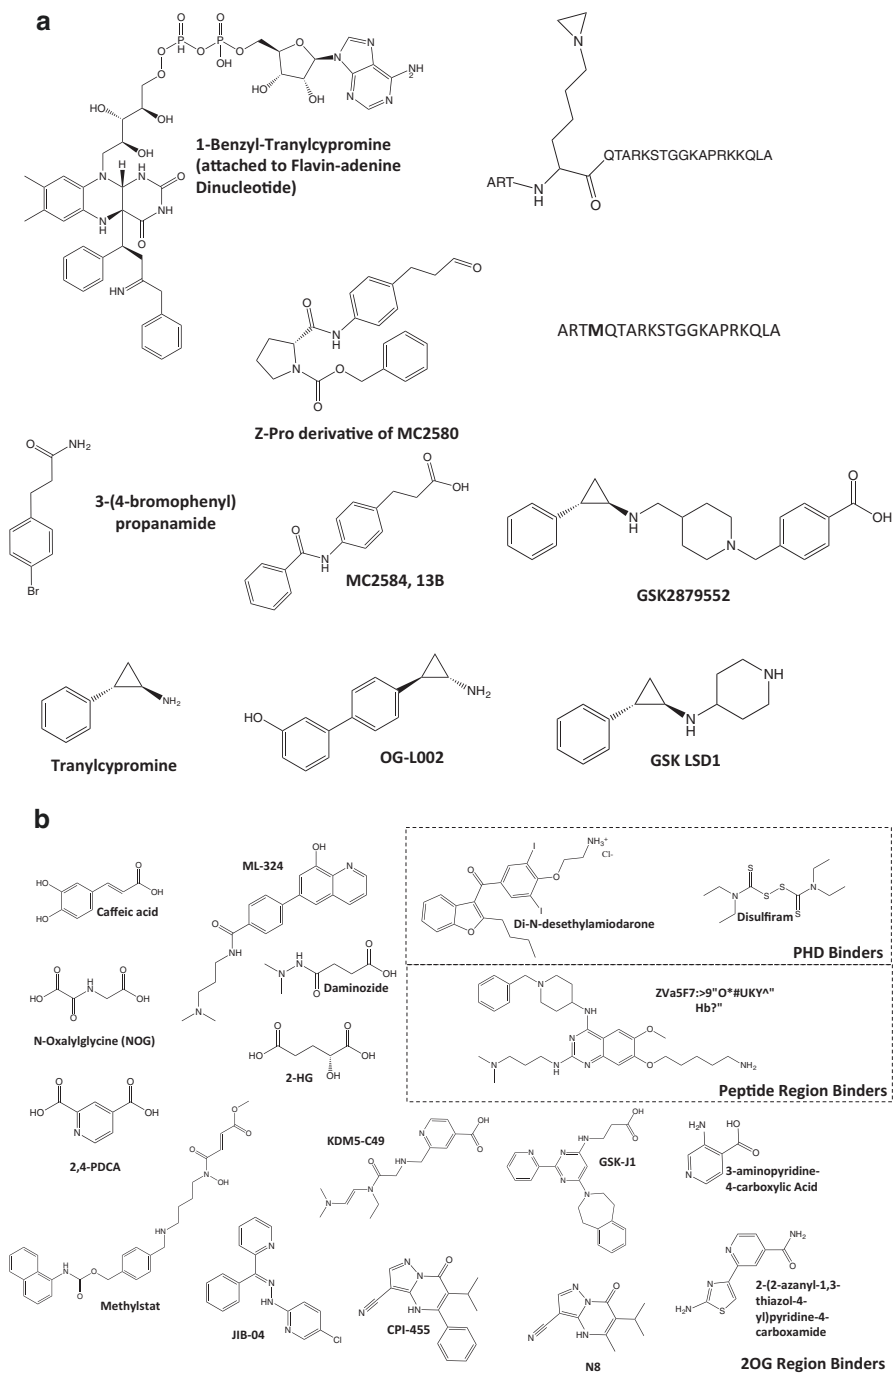 a
1-Benzyl-Tranylcypromine
(attached to Flavin-adenine
Dinucleotide)
QTARKSTGGKAPRKKQLA
ART
ARTMQTARKSTGGKAPRKQLA
Z-Pro derivative of MC2580
3-(4-bromophenyl)
propanamide
MC2584, 13B
GSK2879552
Tranylcypromine
OG-L002
GSK LSD1
b
Caffeic acid
ML-324
Di-N-desethylamiodarone
Disulfiram
PHD Binders
N-Oxalylglycine (NOG)
Daminozide
2-HG
ZVa5F7:>9"O*#UKY^"
Hb?"
Peptide Region Binders
2,4-PDCA
KDM5-C49
GSK-J1
3-aminopyridine-
4-carboxylic Acid
Methylstat
JIB-04
CPI-455
N8
2-(2-azanyl-1,3-
thiazol-4-
yl)pyridine-4-
carboxamide
2OG Region Binders